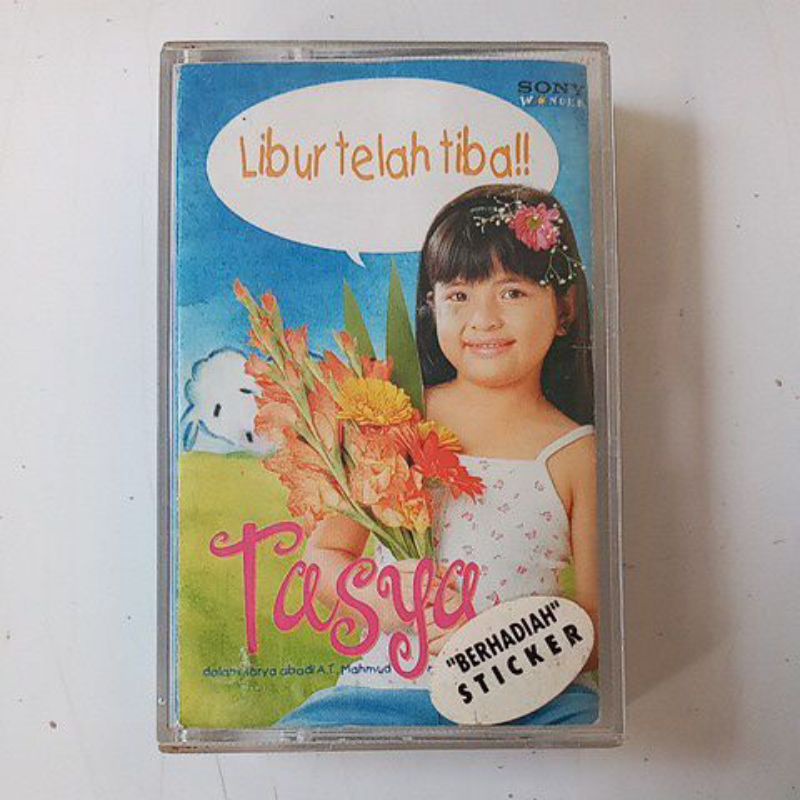 SONY
WONDER
Libur telah tiba!!
Tasya
dalam karya abadi A.T. Mahmud
"BERHADIAH"
STICKER